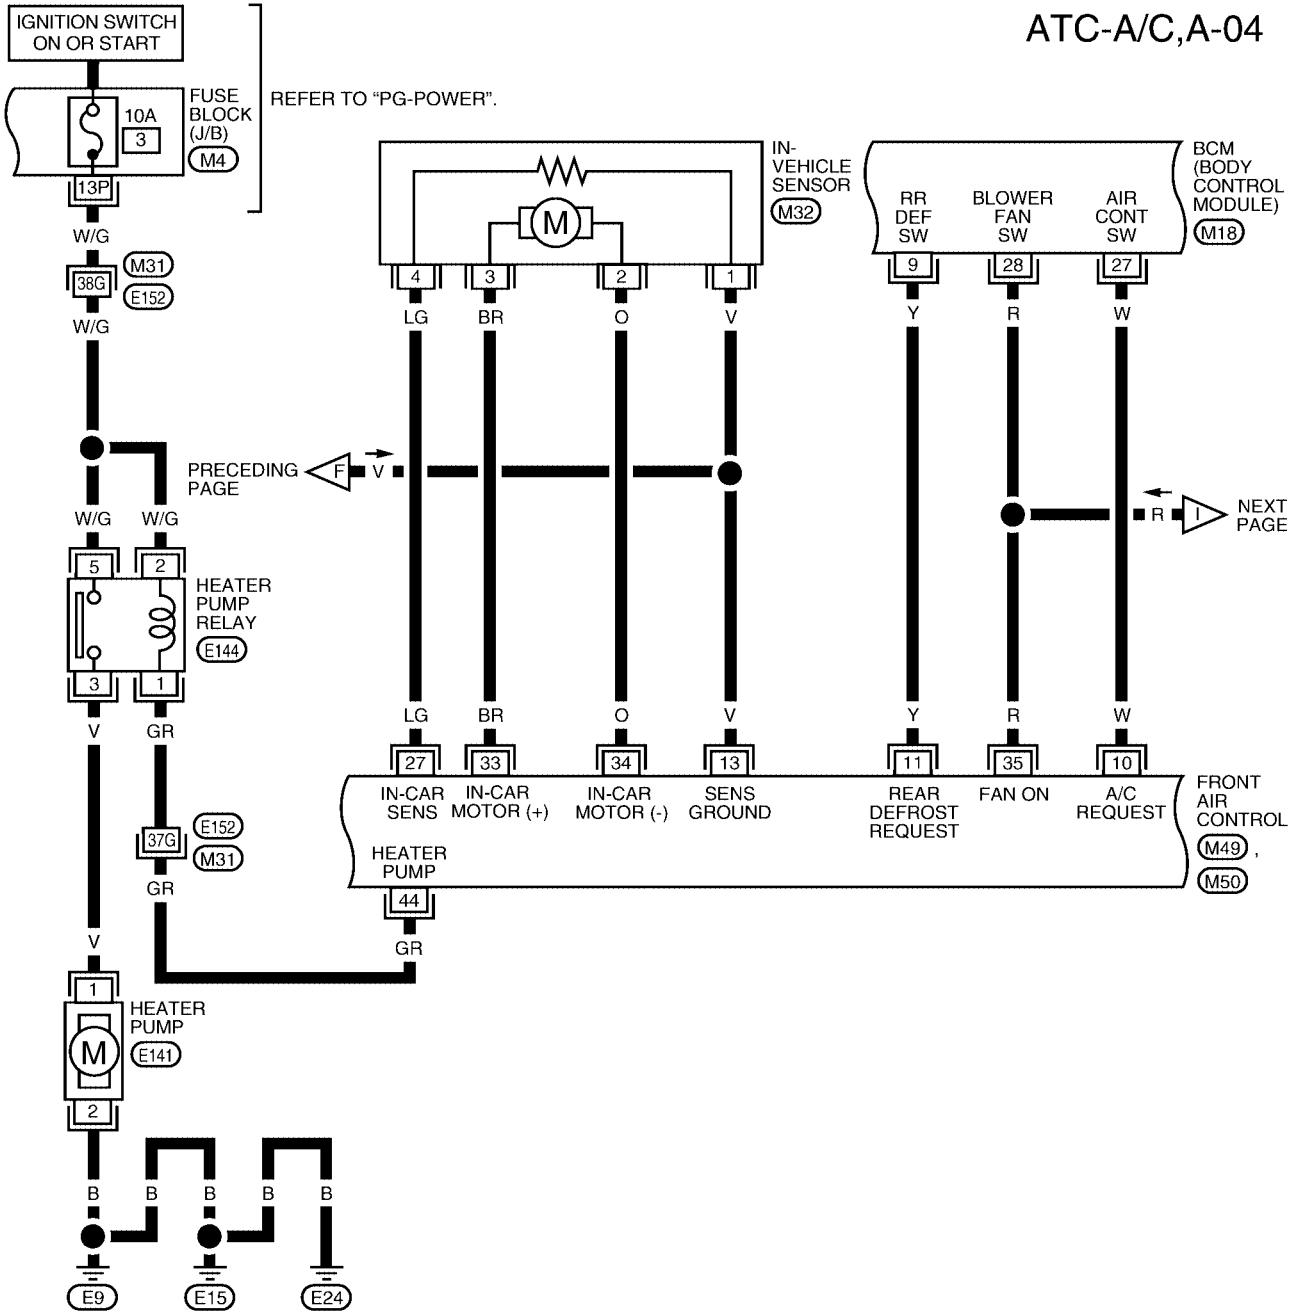 ATC-A/C,A-04
IGNITION SWITCH
ON OR START
REFER TO “PG-POWER”.
10A
3
FUSE
BLOCK
(J/B)
M4
13P
W/G
38G
M31
E152
W/G
W/G
W/G
5
2
HEATER
PUMP
RELAY
E144
3
1
V
GR
37G
E152
M31
GR
V
1
HEATER
PUMP
M
E141
2
B
B
B
B
B
E9
E15
E24
IN-
VEHICLE
SENSOR
M32
M
4
3
2
1
LG
BR
O
V
PRECEDING
PAGE
F
V
BCM
(BODY
CONTROL
MODULE)
M18
RR
DEF
SW
BLOWER
FAN
SW
AIR
CONT
SW
9
28
27
Y
R
W
R
I
NEXT
PAGE
LG
BR
O
V
Y
R
W
27
33
34
13
11
35
10
IN-CAR
SENS
IN-CAR
MOTOR (+)
IN-CAR
MOTOR (-)
SENS
GROUND
REAR
DEFROST
REQUEST
FAN ON
A/C
REQUEST
FRONT
AIR
CONTROL
M49 ,
M50
HEATER
PUMP
44
GR